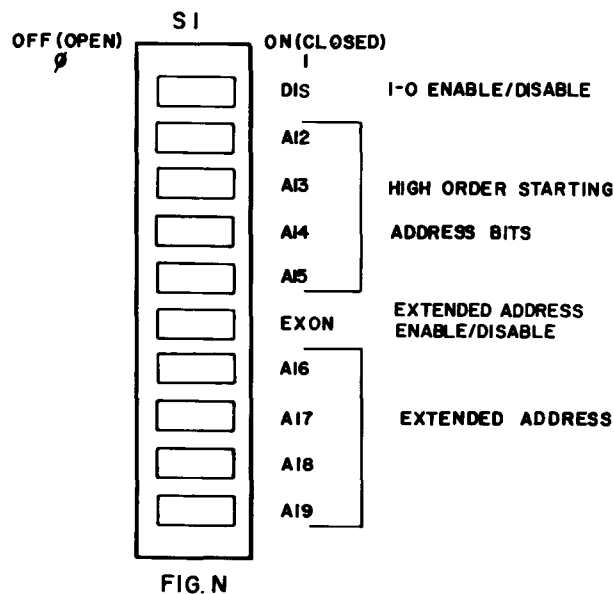 S1
OFF (OPEN) ON (CLOSED)
Ø 1
DIS I-O ENABLE/DISABLE
A12
A13 HIGH ORDER STARTING
A14 ADDRESS BITS
A15
EXON EXTENDED ADDRESS
ENABLE/DISABLE
A16
A17 EXTENDED ADDRESS
A18
A19
FIG. N